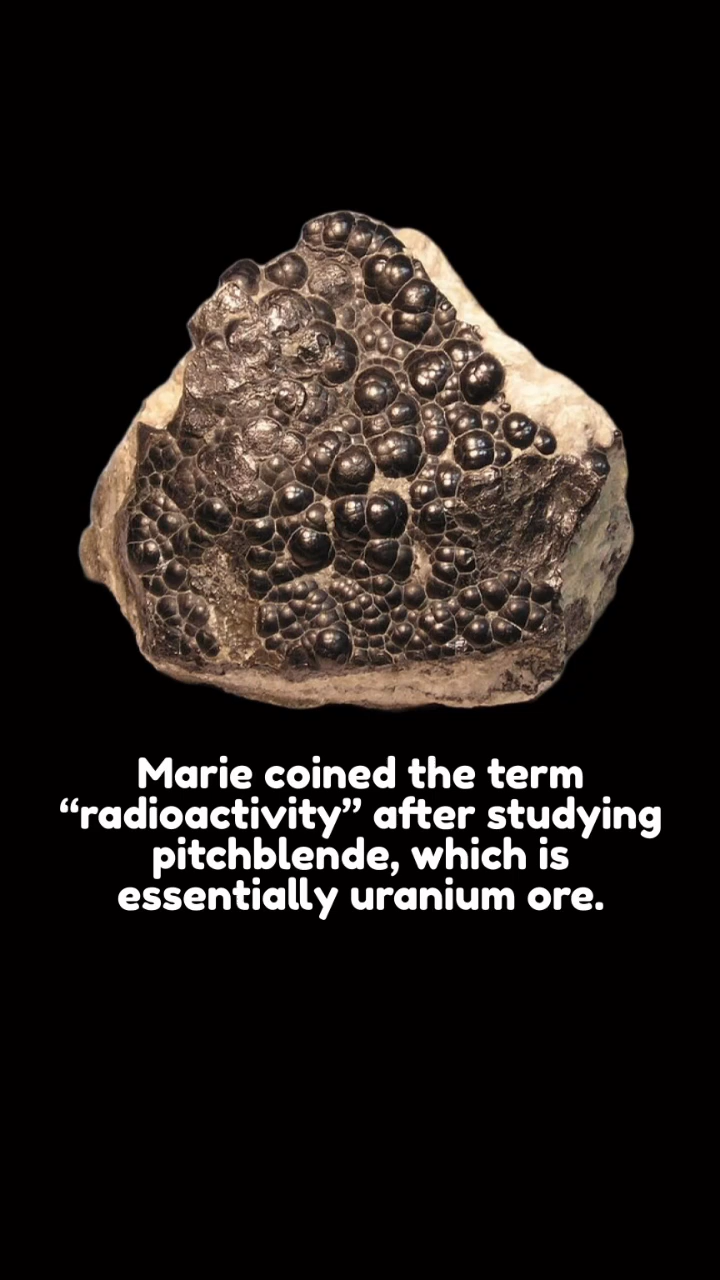 Marie coined the term
“radioactivity” after studying
pitchblende, which is
essentially uranium ore.